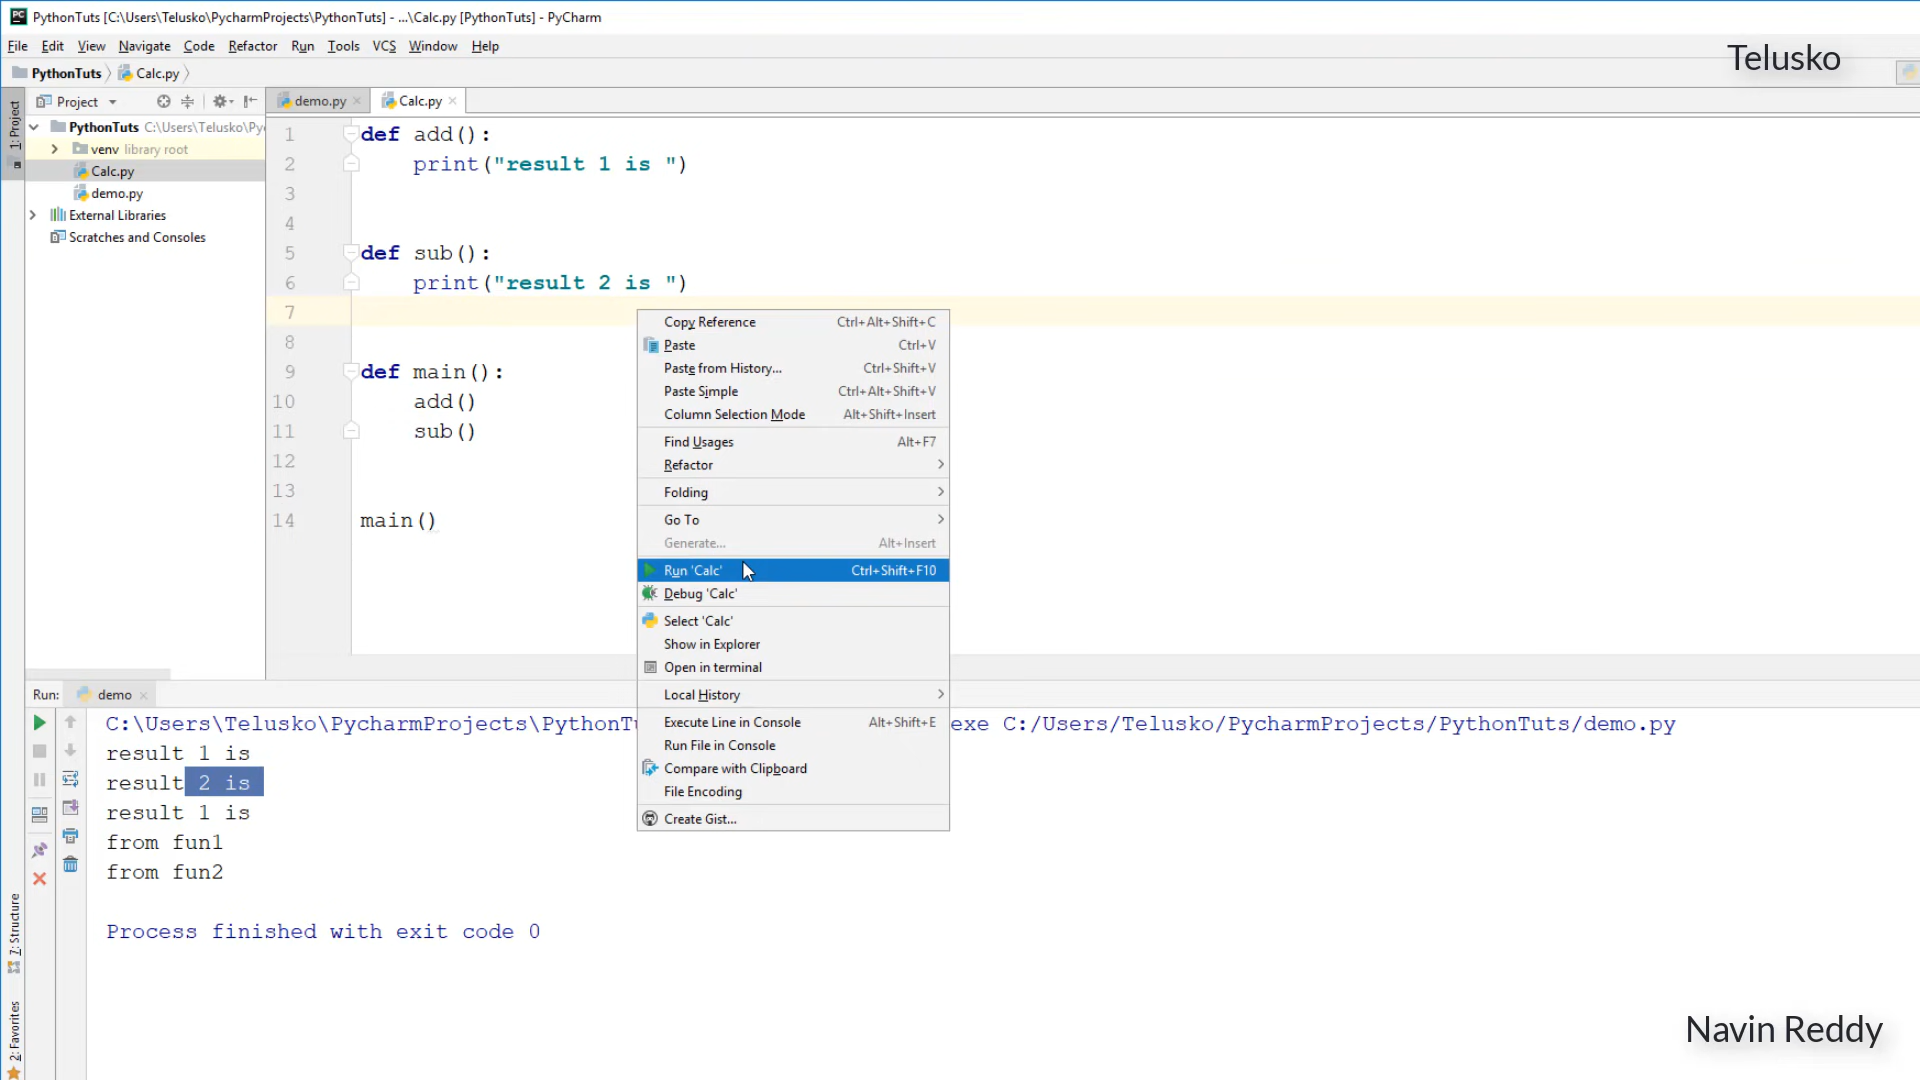 PythonTuts [C:\Users\Telusko\PycharmProjects\PythonTuts] - ...\Calc.py [PythonTuts] - PyCharm
File Edit View Navigate Code Refactor Run Tools VCS Window Help
Telusko
PythonTuts Calc.py
1: Project
Project
demo.py Calc.py
PythonTuts C:\Users\Telusko\Py
venv library root
Calc.py
demo.py
External Libraries
Scratches and Consoles
1 def add():
2 print("result 1 is ")
3
4
5 def sub():
6 print("result 2 is ")
7
8
9 def main():
10 add()
11 sub()
12
13
14 main()
Copy Reference Ctrl+Alt+Shift+C
Paste Ctrl+V
Paste from History... Ctrl+Shift+V
Paste Simple Ctrl+Alt+Shift+V
Column Selection Mode Alt+Shift+Insert
Find Usages Alt+F7
Refactor
Folding
Go To
Generate... Alt+Insert
Run 'Calc' Ctrl+Shift+F10
Debug 'Calc'
Select 'Calc'
Show in Explorer
Open in terminal
Local History
Execute Line in Console Alt+Shift+E
Run File in Console
Compare with Clipboard
File Encoding
Create Gist...
Run: demo
C:\Users\Telusko\PycharmProjects\PythonTu exe C:/Users/Telusko/PycharmProjects/PythonTuts/demo.py
result 1 is
result 2 is
result 1 is
from fun1
from fun2
Process finished with exit code 0
7: Structure
2: Favorites
Navin Reddy